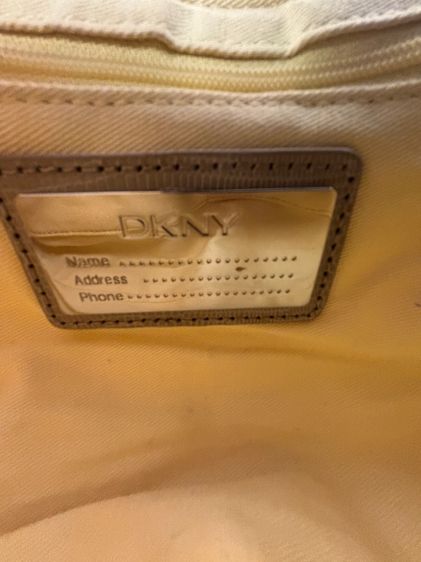 DKNY
Name ........................
Address ..................
Phone .......................